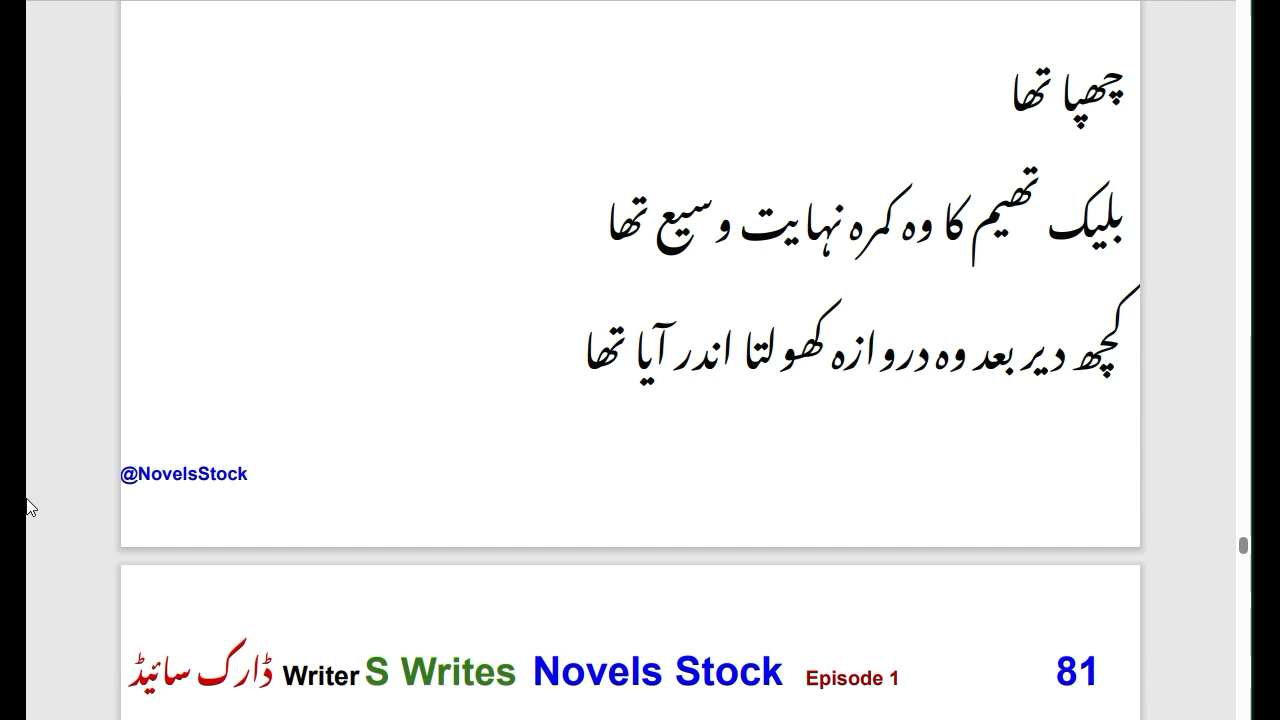 چھپا تھا
بلیک تھیم کا وہ کمرہ نہایت وسیع تھا
کچھ دیر بعد وہ دروازہ کھولتا اندر آیا تھا
@NovelsStock
ڈارک سائیڈ Writer S Writes Novels Stock Episode 1 81